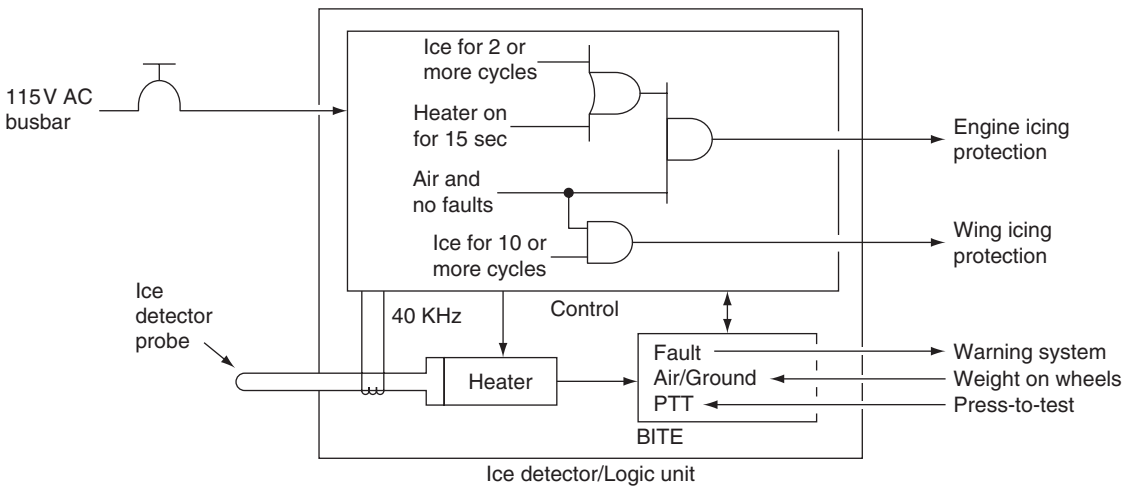 115V AC
busbar
Ice for 2 or
more cycles
Heater on
for 15 sec
Air and
no faults
Ice for 10 or
more cycles
Engine icing
protection
Wing icing
protection
Ice
detector
probe
40 KHz
Control
Heater
Fault
Air/Ground
PTT
BITE
Warning system
Weight on wheels
Press-to-test
Ice detector/Logic unit